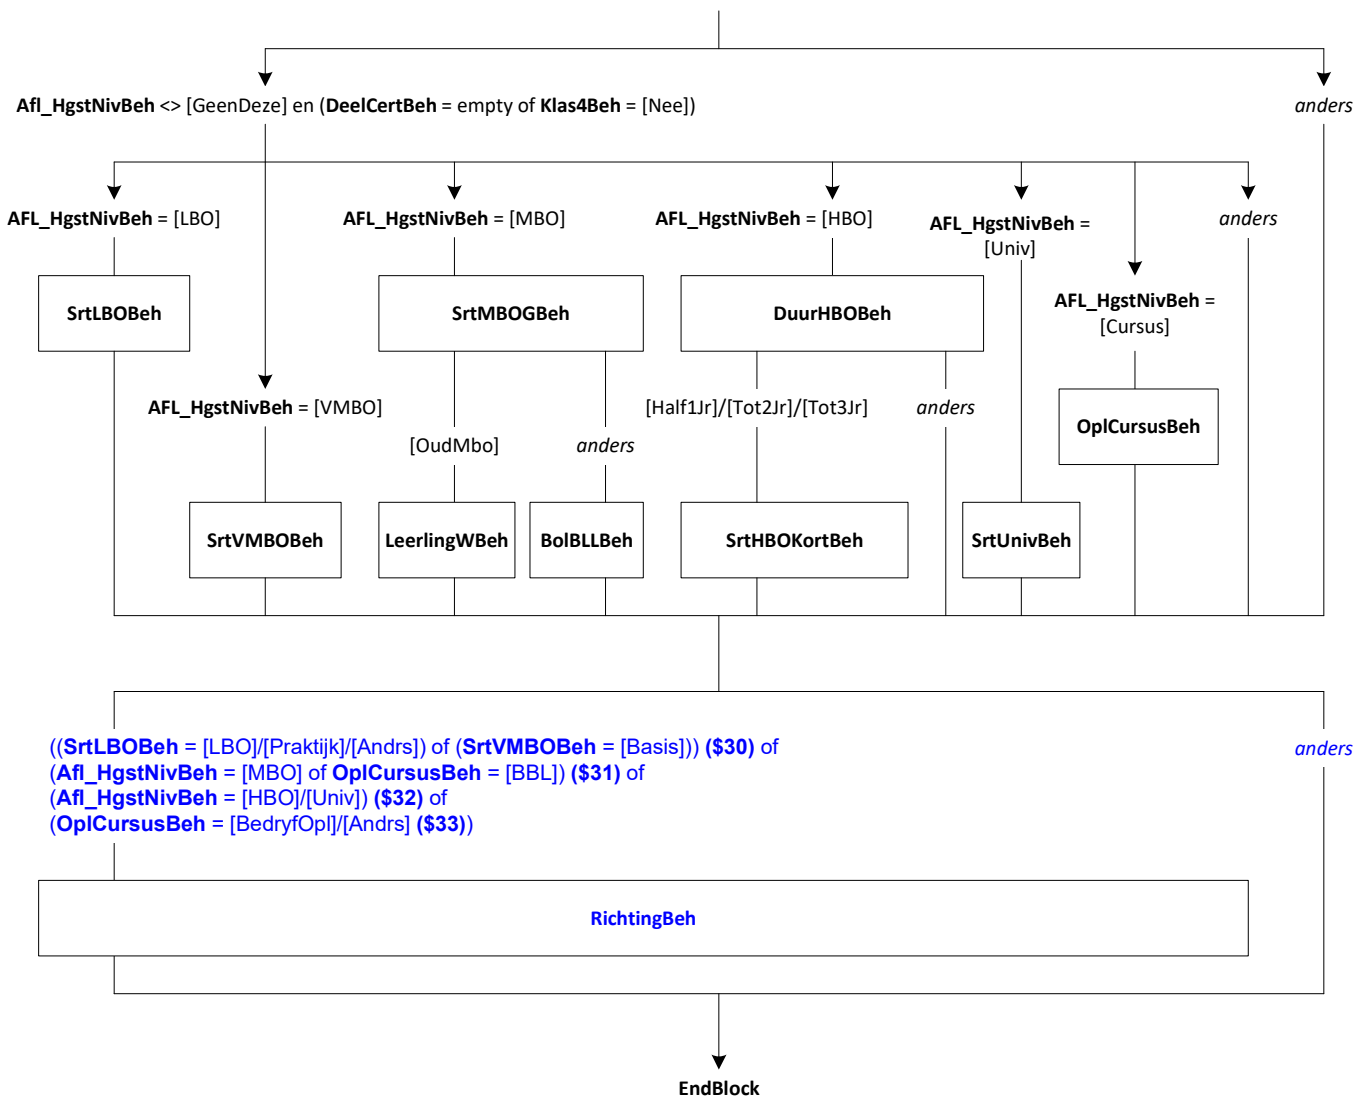 Afl_HgstNivBeh <> [GeenDeze] en (DeelCertBeh = empty of Klas4Beh = [Nee])
anders
AFL_HgstNivBeh = [LBO]
AFL_HgstNivBeh = [MBO]
AFL_HgstNivBeh = [HBO]
AFL_HgstNivBeh =
[Univ]
anders
SrtLBOBeh
SrtMBOGBeh
DuurHBOBeh
AFL_HgstNivBeh =
[Cursus]
AFL_HgstNivBeh = [VMBO]
[Half1Jr]/[Tot2Jr]/[Tot3Jr]
anders
OplCursusBeh
[OudMbo]
anders
SrtVMBOBeh
LeerlingWBeh
BolBLLBeh
SrtHBOKortBeh
SrtUnivBeh
((SrtLBOBeh = [LBO]/[Praktijk]/[Andrs]) of (SrtVMBOBeh = [Basis])) ($30) of
anders
(Afl_HgstNivBeh = [MBO] of OplCursusBeh = [BBL]) ($31) of
(Afl_HgstNivBeh = [HBO]/[Univ]) ($32) of
(OplCursusBeh = [BedryfOpl]/[Andrs] ($33))
RichtingBeh
EndBlock